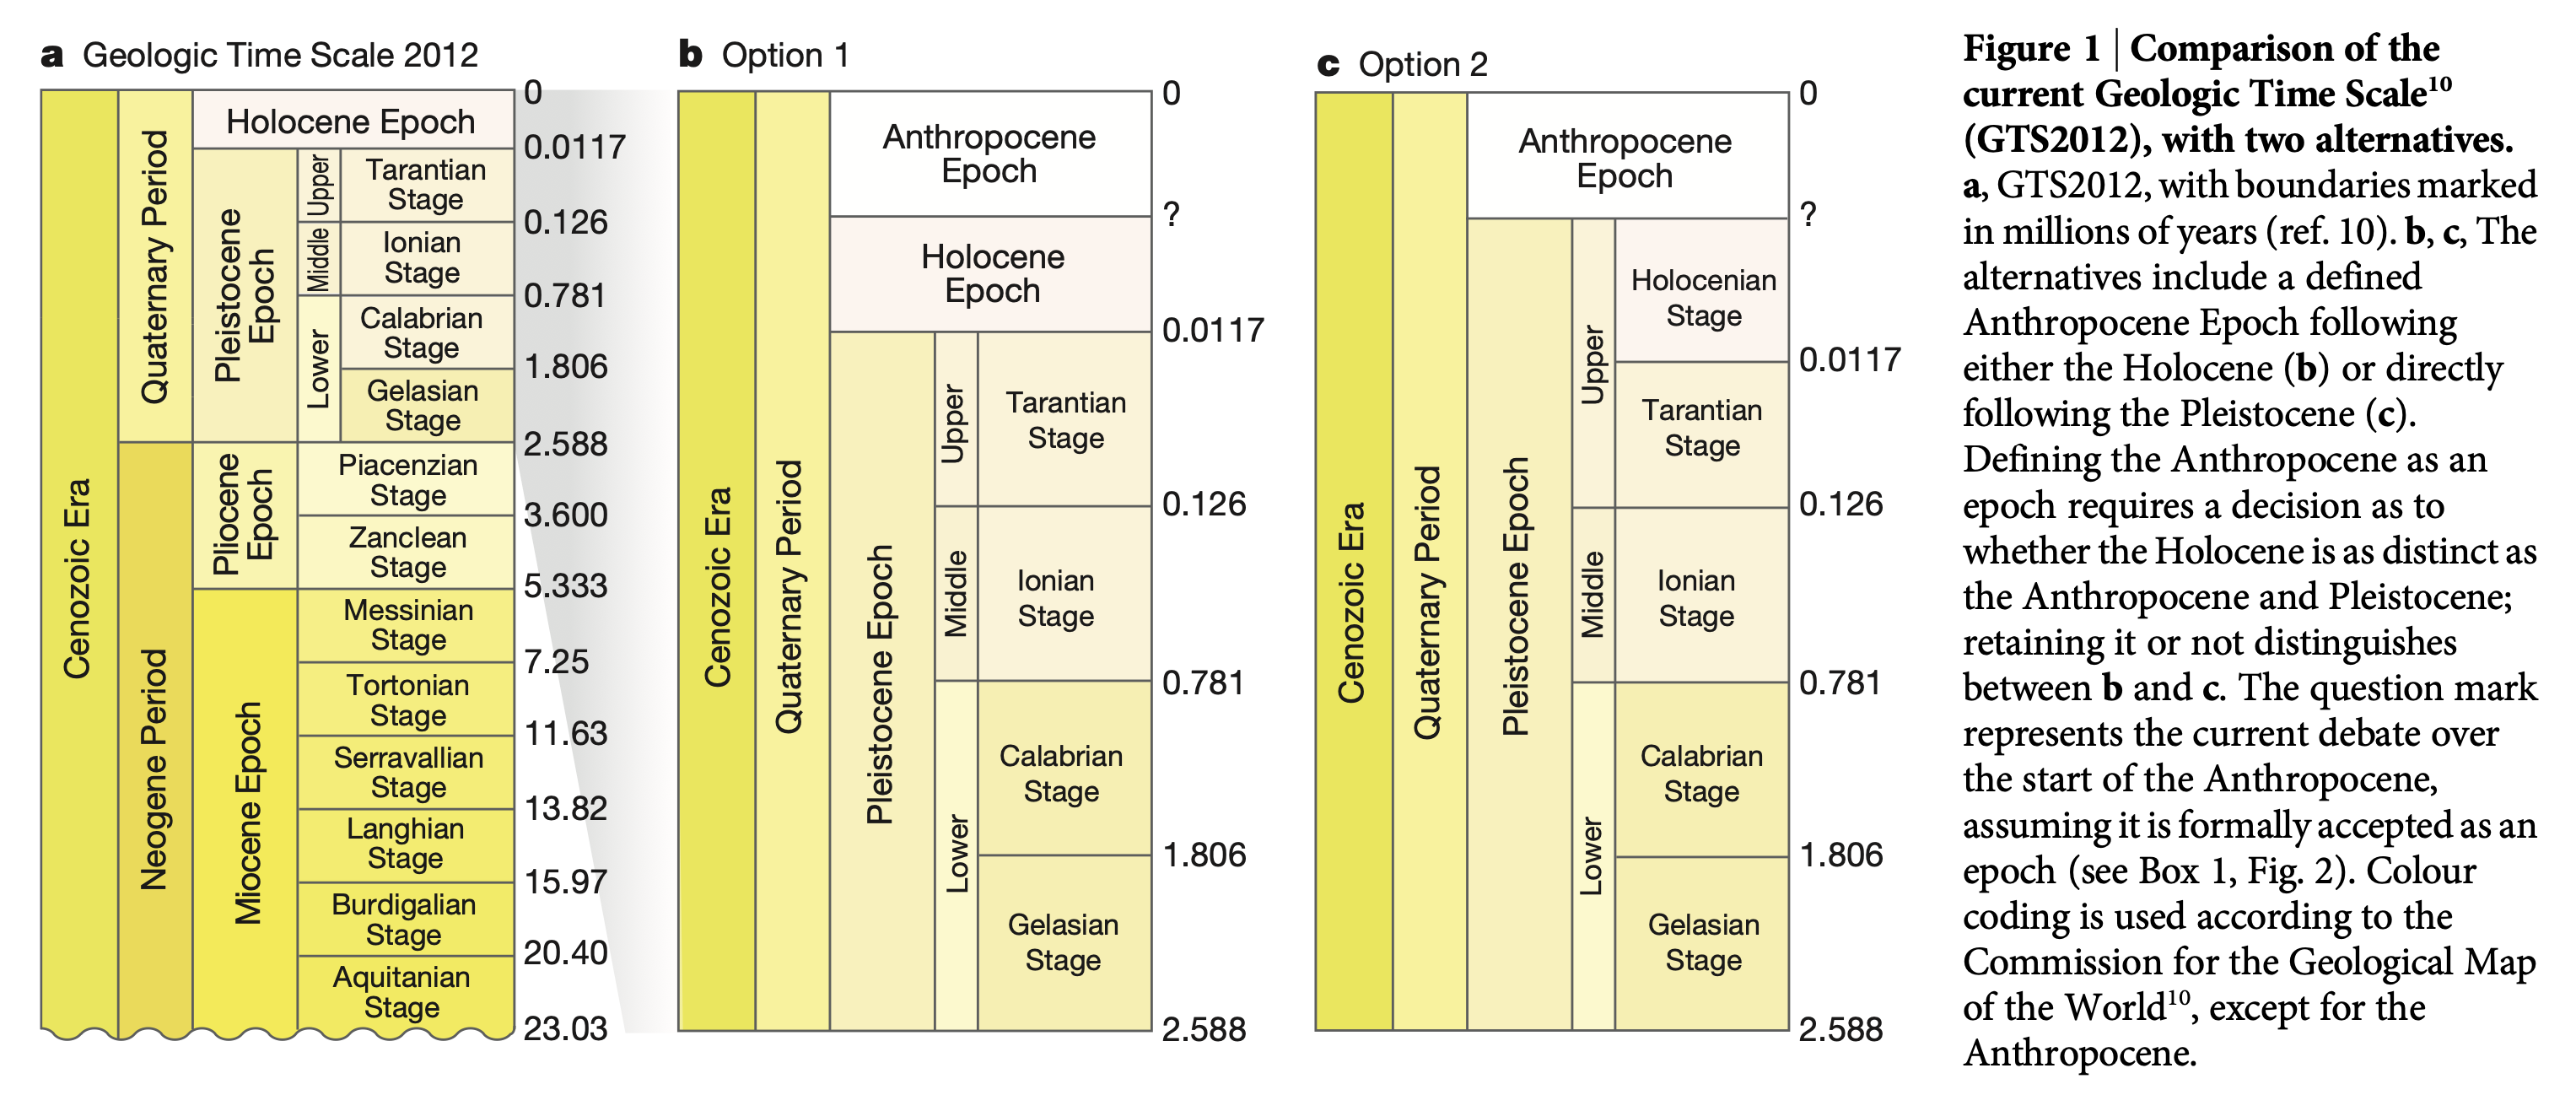 a Geologic Time Scale 2012
Cenozoic Era
Quaternary Period
Neogene Period
Holocene Epoch
Pleistocene
Epoch
Pliocene
Epoch
Miocene Epoch
Upper
Middle
Lower
Tarantian
Stage
Ionian
Stage
Calabrian
Stage
Gelasian
Stage
Piacenzian
Stage
Zanclean
Stage
Messinian
Stage
Tortonian
Stage
Serravallian
Stage
Langhian
Stage
Burdigalian
Stage
Aquitanian
Stage
0
0.0117
0.126
0.781
1.806
2.588
3.600
5.333
7.25
11.63
13.82
15.97
20.40
23.03
b Option 1
Cenozoic Era
Quaternary Period
Anthropocene
Epoch
Holocene
Epoch
Pleistocene Epoch
Upper
Middle
Lower
Tarantian
Stage
Ionian
Stage
Calabrian
Stage
Gelasian
Stage
0
?
0.0117
0.126
0.781
1.806
2.588
c Option 2
Cenozoic Era
Quaternary Period
Anthropocene
Epoch
Pleistocene Epoch
Upper
Middle
Lower
Holocenian
Stage
Tarantian
Stage
Ionian
Stage
Calabrian
Stage
Gelasian
Stage
0
?
0.0117
0.126
0.781
1.806
2.588
Figure 1 | Comparison of the
current Geologic Time Scale¹⁰
(GTS2012), with two alternatives.
a, GTS2012, with boundaries marked
in millions of years (ref. 10). b, c, The
alternatives include a defined
Anthropocene Epoch following
either the Holocene (b) or directly
following the Pleistocene (c).
Defining the Anthropocene as an
epoch requires a decision as to
whether the Holocene is as distinct as
the Anthropocene and Pleistocene;
retaining it or not distinguishes
between b and c. The question mark
represents the current debate over
the start of the Anthropocene,
assuming it is formally accepted as an
epoch (see Box 1, Fig. 2). Colour
coding is used according to the
Commission for the Geological Map
of the World¹⁰, except for the
Anthropocene.